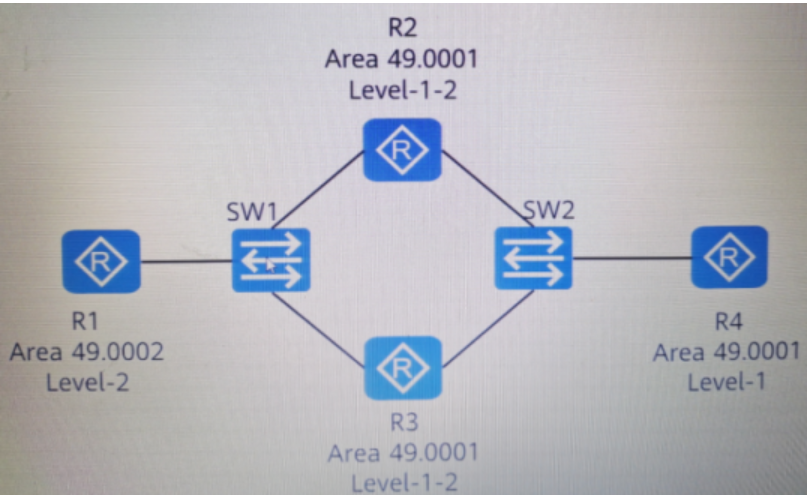 R2
Area 49.0001
Level-1-2
SW1
SW2
R
R
R
R
R1
Area 49.0002
Level-2
R4
Area 49.0001
Level-1
R3
Area 49.0001
Level-1-2